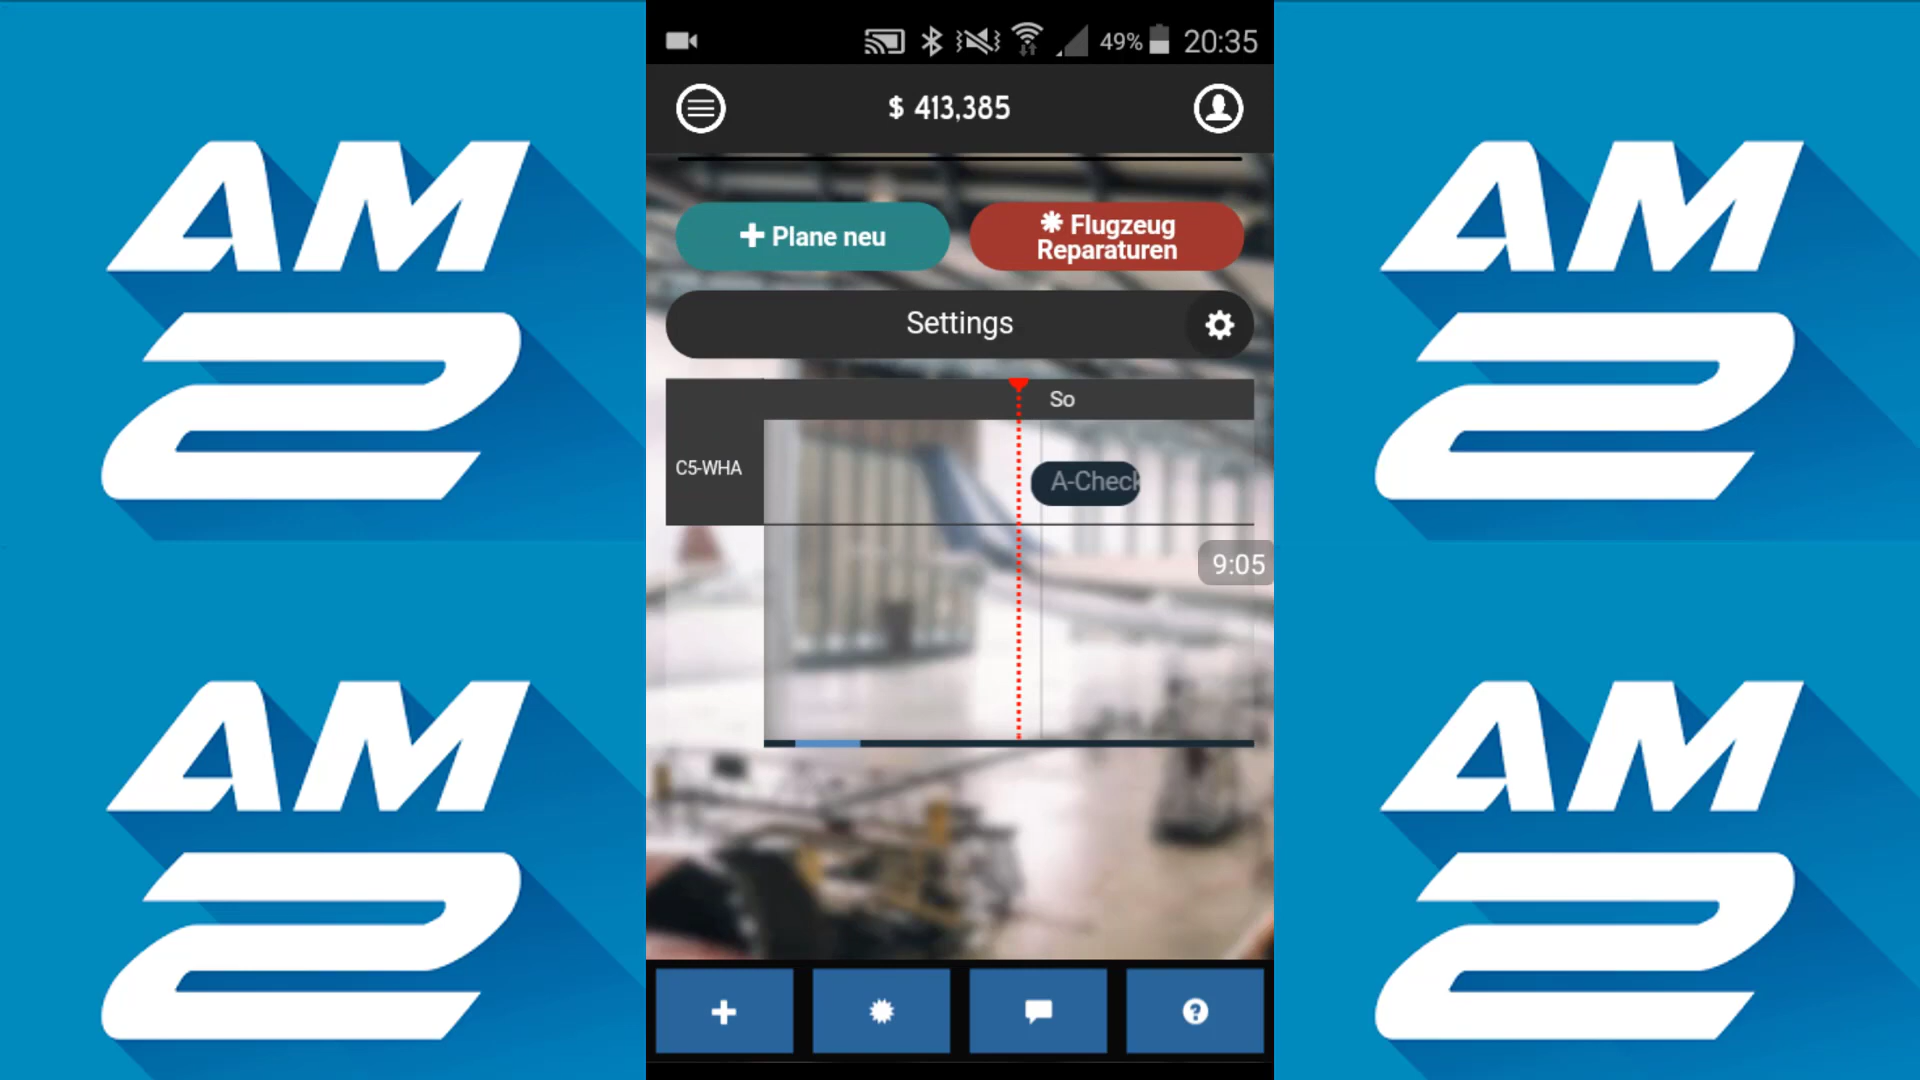 AM
2
AM
2
49% 20:35
$ 413,385
Plane neu
Flugzeug
Reparaturen
Settings
So
C5-WHA
A-Check
9:05
AM
2
AM
2